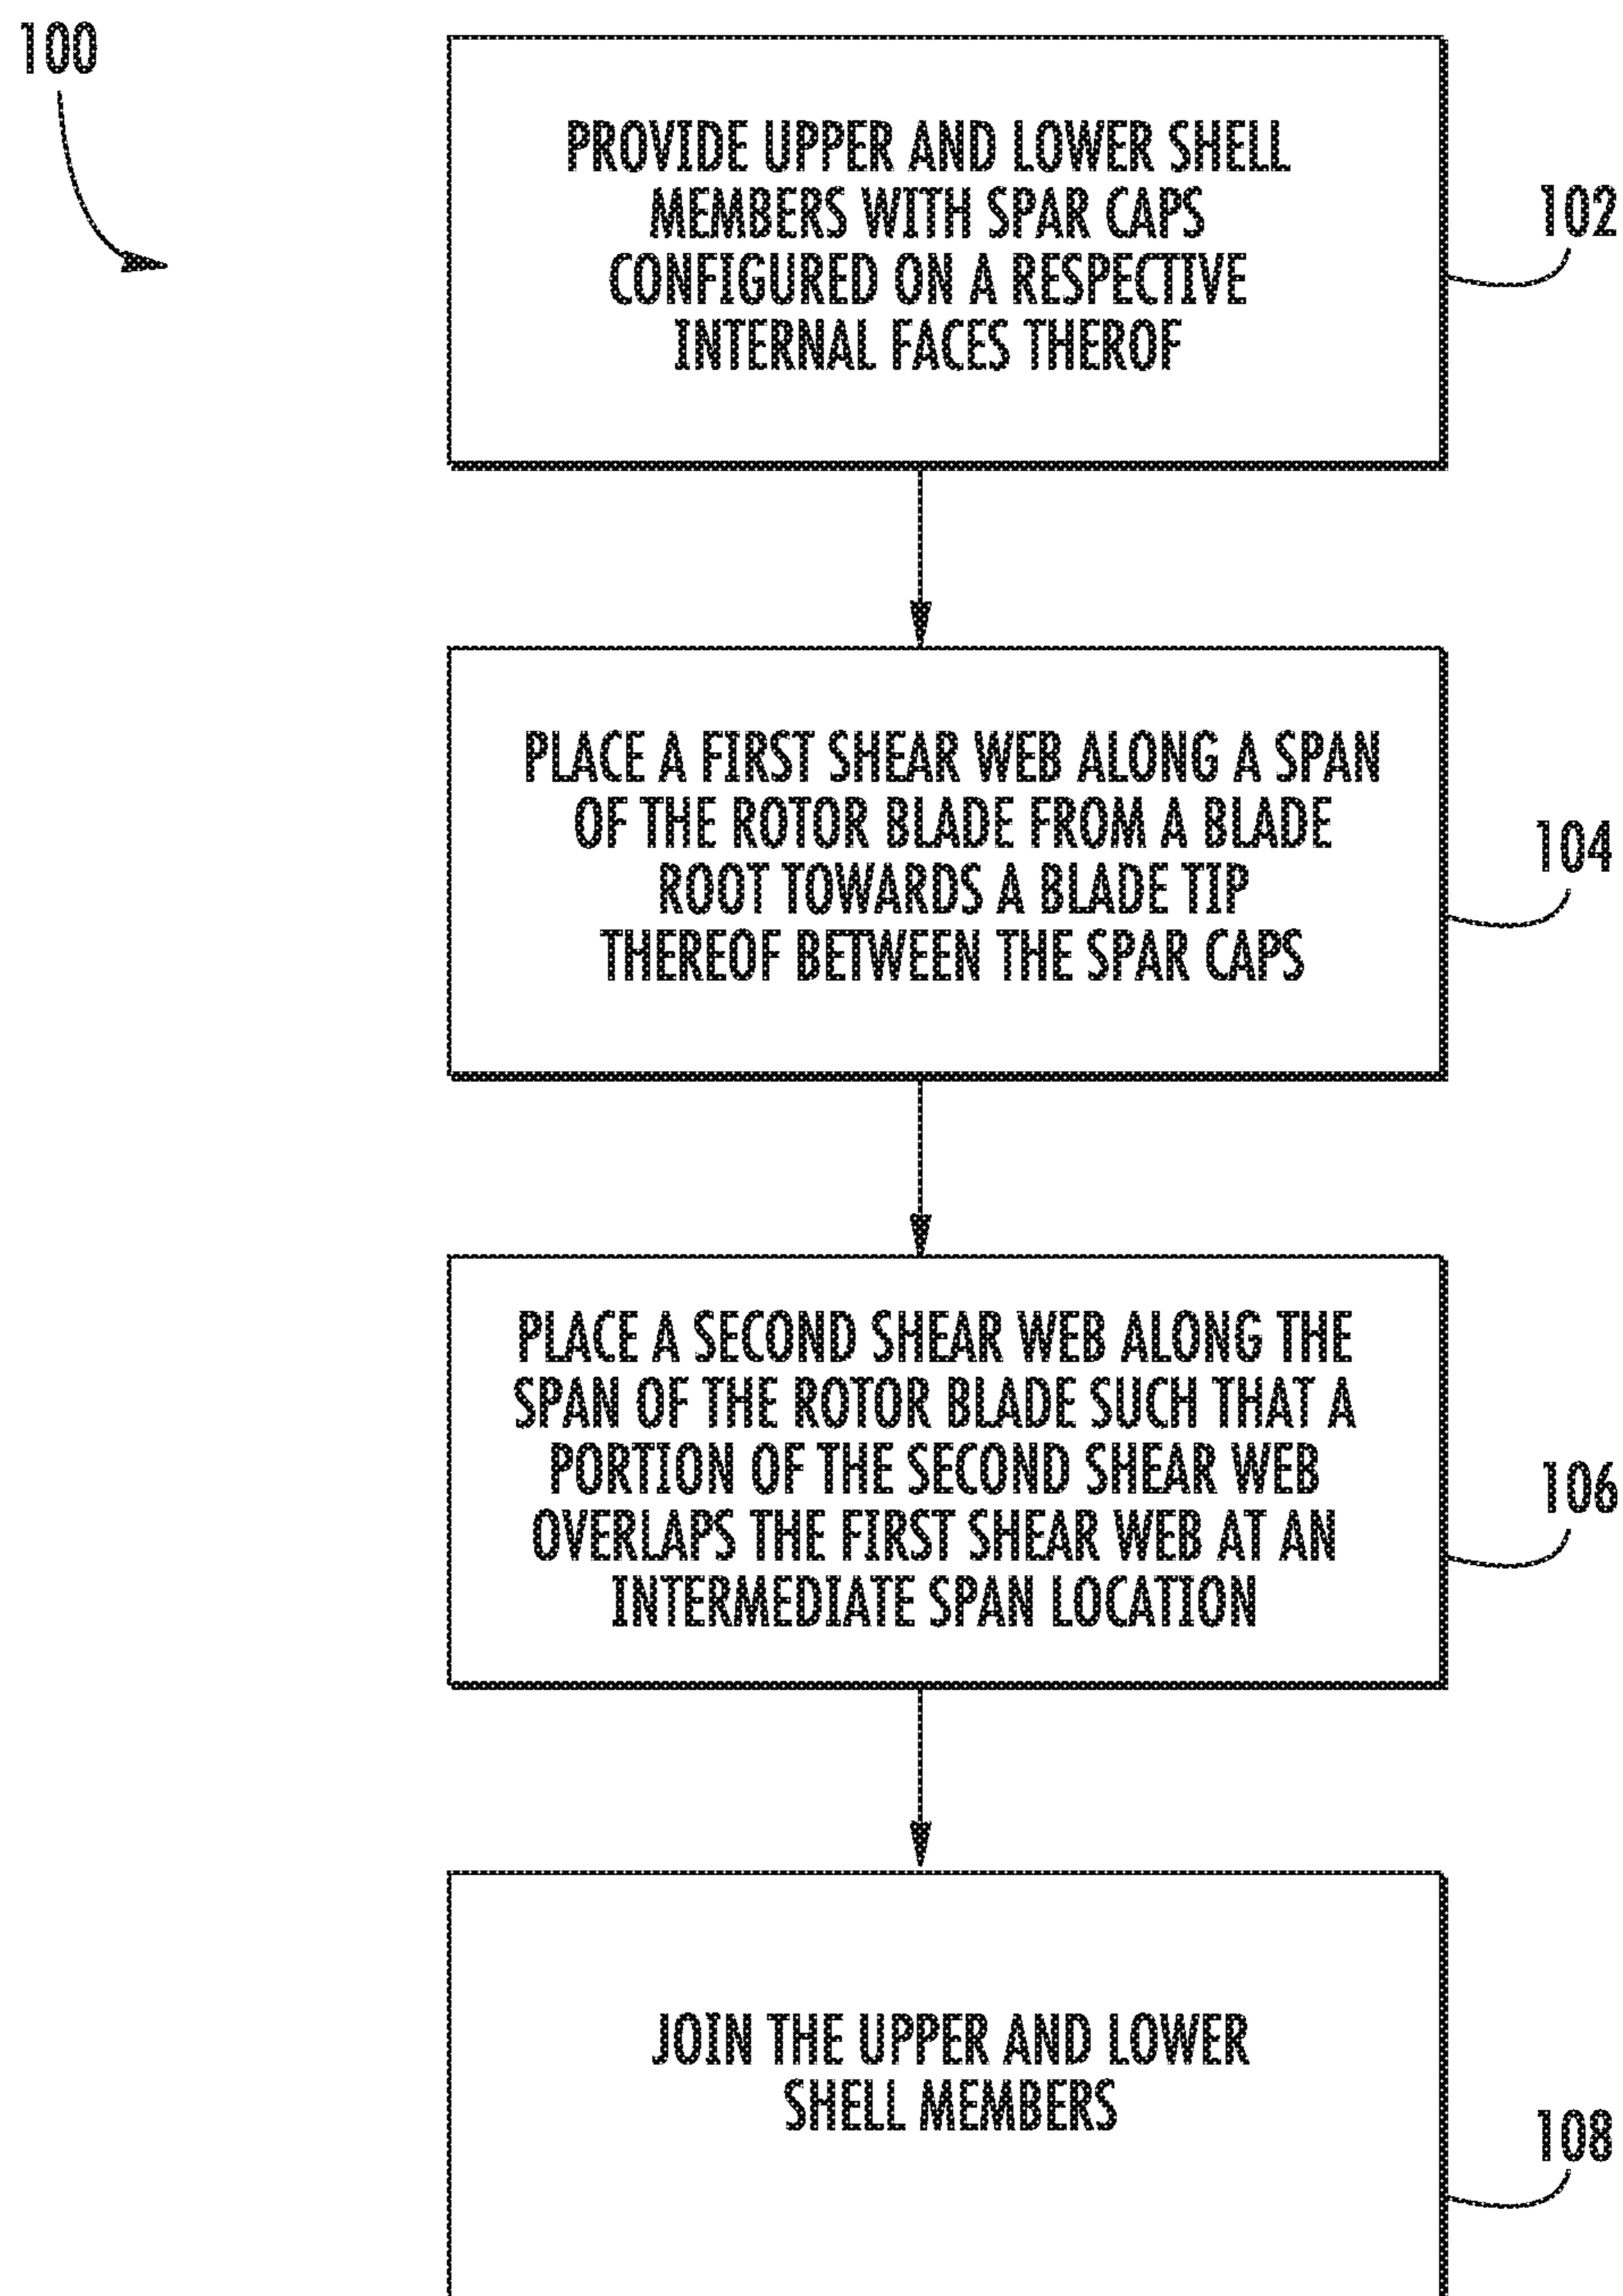 100
PROVIDE UPPER AND LOWER SHELL
MEMBERS WITH SPAR CAPS
CONFIGURED ON A RESPECTIVE
INTERNAL FACES THEROF
102
PLACE A FIRST SHEAR WEB ALONG A SPAN
OF THE ROTOR BLADE FROM A BLADE
ROOT TOWARDS A BLADE TIP
THEREOF BETWEEN THE SPAR CAPS
104
PLACE A SECOND SHEAR WEB ALONG THE
SPAN OF THE ROTOR BLADE SUCH THAT A
PORTION OF THE SECOND SHEAR WEB
OVERLAPS THE FIRST SHEAR WEB AT AN
INTERMEDIATE SPAN LOCATION
106
JOIN THE UPPER AND LOWER
SHELL MEMBERS
108